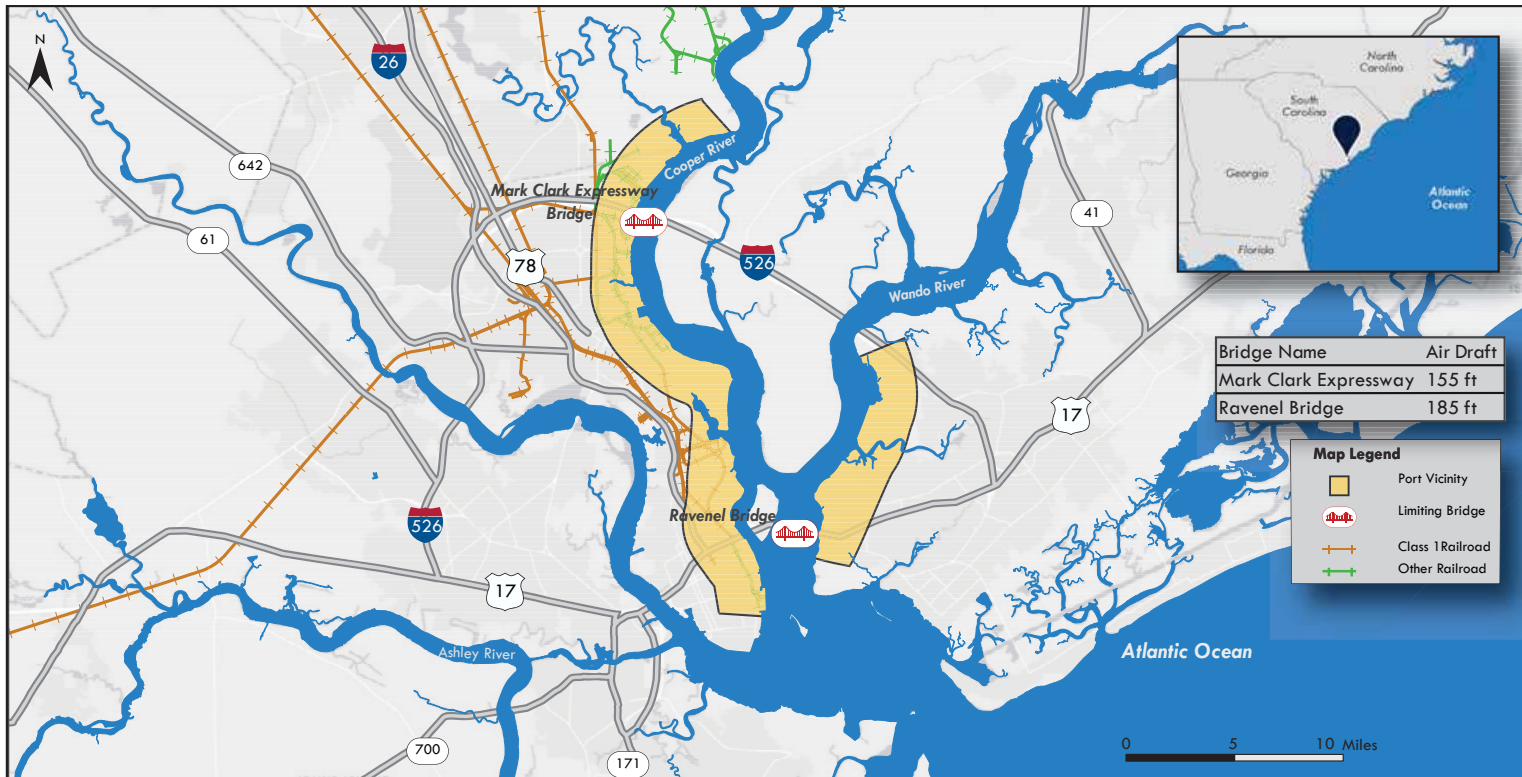 N
26
642
61
Mark Clark Expressway
Bridge
78
Cooper River
526
41
Wando River
17
North
Carolina
South
Carolina
Georgia
Florida
Atlantic
Ocean
Bridge Name Air Draft
Mark Clark Expressway 155 ft
Ravenel Bridge 185 ft
Map Legend
Port Vicinity
Limiting Bridge
Class 1Railroad
Other Railroad
Ravenel Bridge
526
17
Ashley River
Atlantic Ocean
700
171
0 5 10 Miles